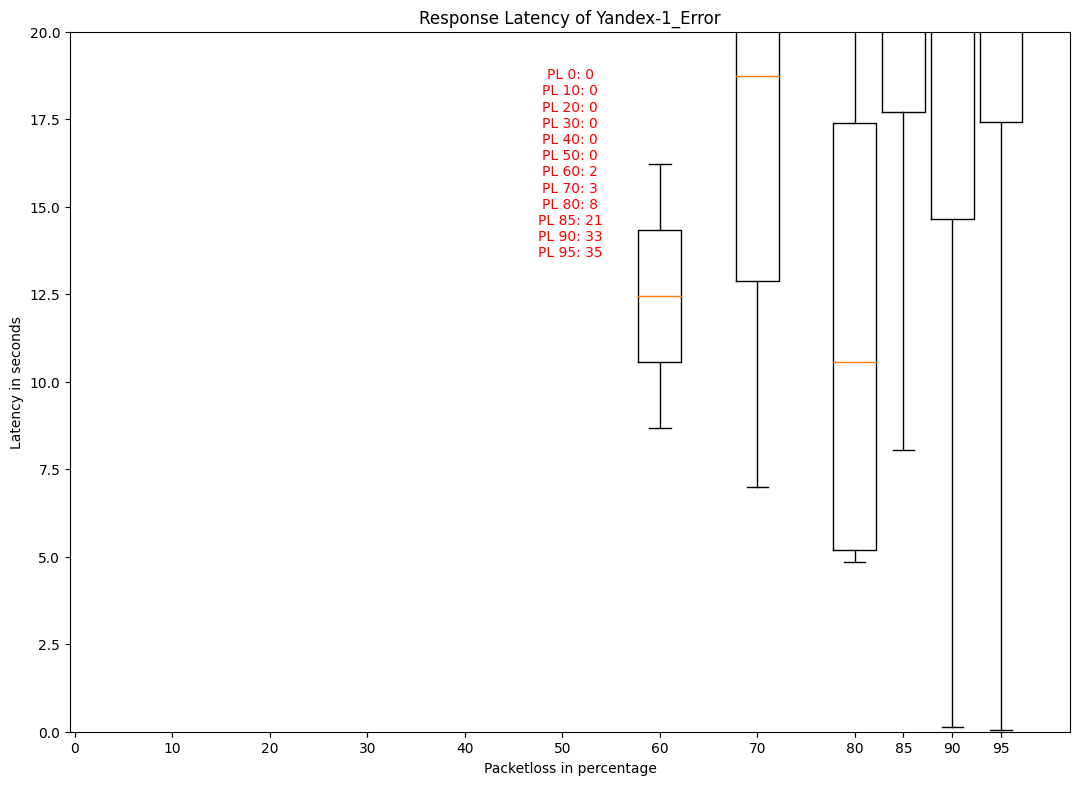 Response Latency of Yandex-1_Error
20.0
17.5
15.0
12.5
10.0
7.5
5.0
2.5
0.0
Latency in seconds
PL 0: 0
PL 10: 0
PL 20: 0
PL 30: 0
PL 40: 0
PL 50: 0
PL 60: 2
PL 70: 3
PL 80: 8
PL 85: 21
PL 90: 33
PL 95: 35
0 10 20 30 40 50 60 70 80 85 90 95
Packetloss in percentage